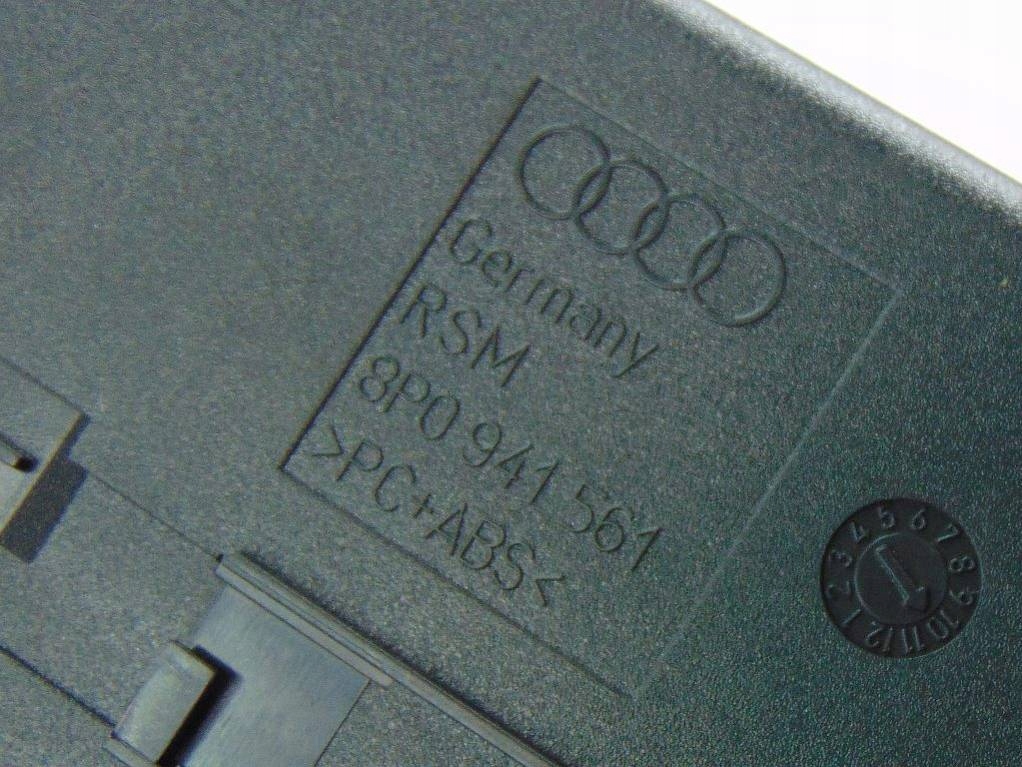 Germany
RSM
8P0 941 561
>PC+ABS<
1 2 3 4 5 6 7 8 9 10 11 12